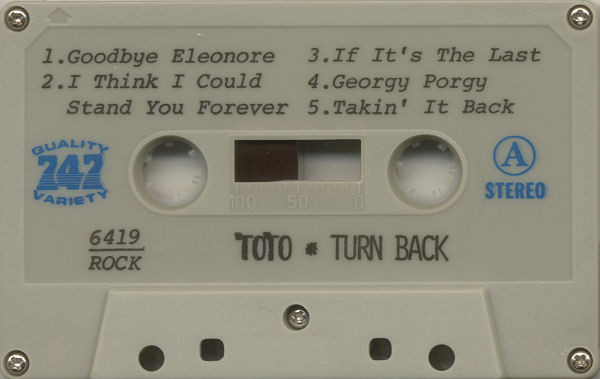 1.Goodbye Eleonore
2.I Think I Could
Stand You Forever
3.If It's The Last
4.Georgy Porgy
5.Takin' It Back
QUALITY
747
VARIETY
A
STEREO
100 50 0
6419
ROCK
TOTO * TURN BACK